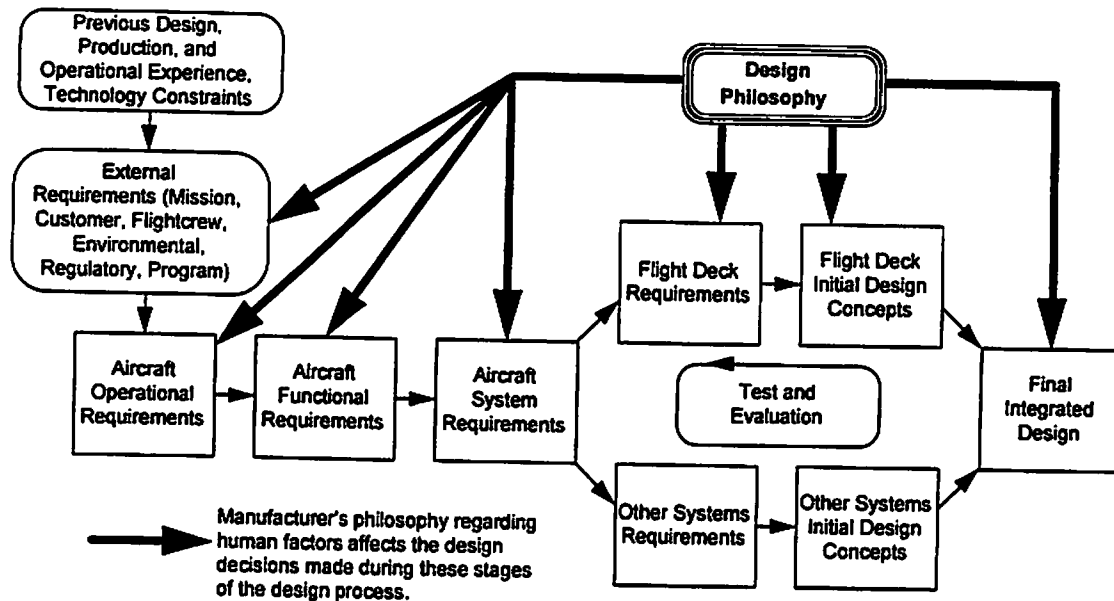 Previous Design,
Production, and
Operational Experience,
Technology Constraints
Design
Philosophy
External
Requirements (Mission,
Customer, Flightcrew,
Environmental,
Regulatory, Program)
Flight Deck
Requirements
Flight Deck
Initial Design
Concepts
Aircraft
Operational
Requirements
Aircraft
Functional
Requirements
Aircraft
System
Requirements
Test and
Evaluation
Final
Integrated
Design
Other Systems
Requirements
Other Systems
Initial Design
Concepts
Manufacturer's philosophy regarding
human factors affects the design
decisions made during these stages
of the design process.